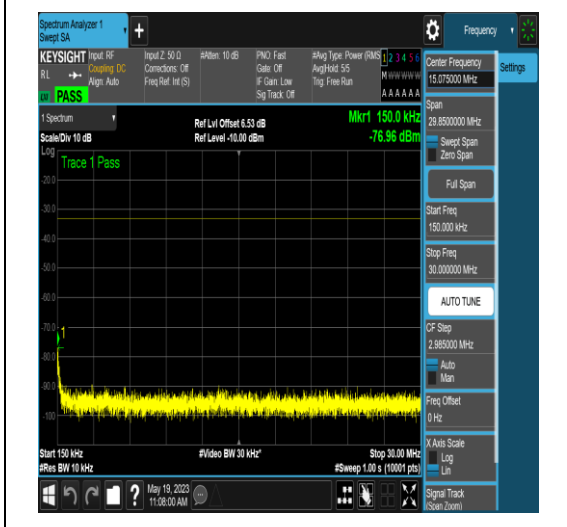 Spectrum Analyzer 1
Swept SA
+
Frequency
KEYSIGHT
Input: RF
Coupling: DC
Align: Auto
Input Z: 50 Ω
Corrections: Off
Freq Ref: Int (S)
#Atten: 10 dB
PNO: Fast
Gate: Off
IF Gain: Low
Sig Track: Off
#Avg Type: Power (RMS
Avg|Hold: 5/5
Trig: Free Run
1 2 3 4 5 6
M W W W W W
A A A A A A
RL
PASS
Center Frequency
15.075000 MHz
Settings
Span
29.8500000 MHz
Swept Span
Zero Span
Full Span
Start Freq
150.000 kHz
Stop Freq
30.000000 MHz
AUTO TUNE
CF Step
2.985000 MHz
Auto
Man
Freq Offset
0 Hz
X Axis Scale
Log
Lin
Signal Track
(Span Zoom)
1 Spectrum
Scale/Div 10 dB
Ref Lvl Offset 6.53 dB
Ref Level -10.00 dBm
Mkr1 150.0 kHz
-76.96 dBm
Log
Trace 1 Pass
-20.0
-30.0
-40.0
-50.0
-60.0
-70.0
1
-80.0
-90.0
-100
Start 150 kHz
#Video BW 30 kHz*
Stop 30.00 MHz
#Res BW 10 kHz
#Sweep 1.00 s (10001 pts)
?
May 19, 2023
11:08:00 AM